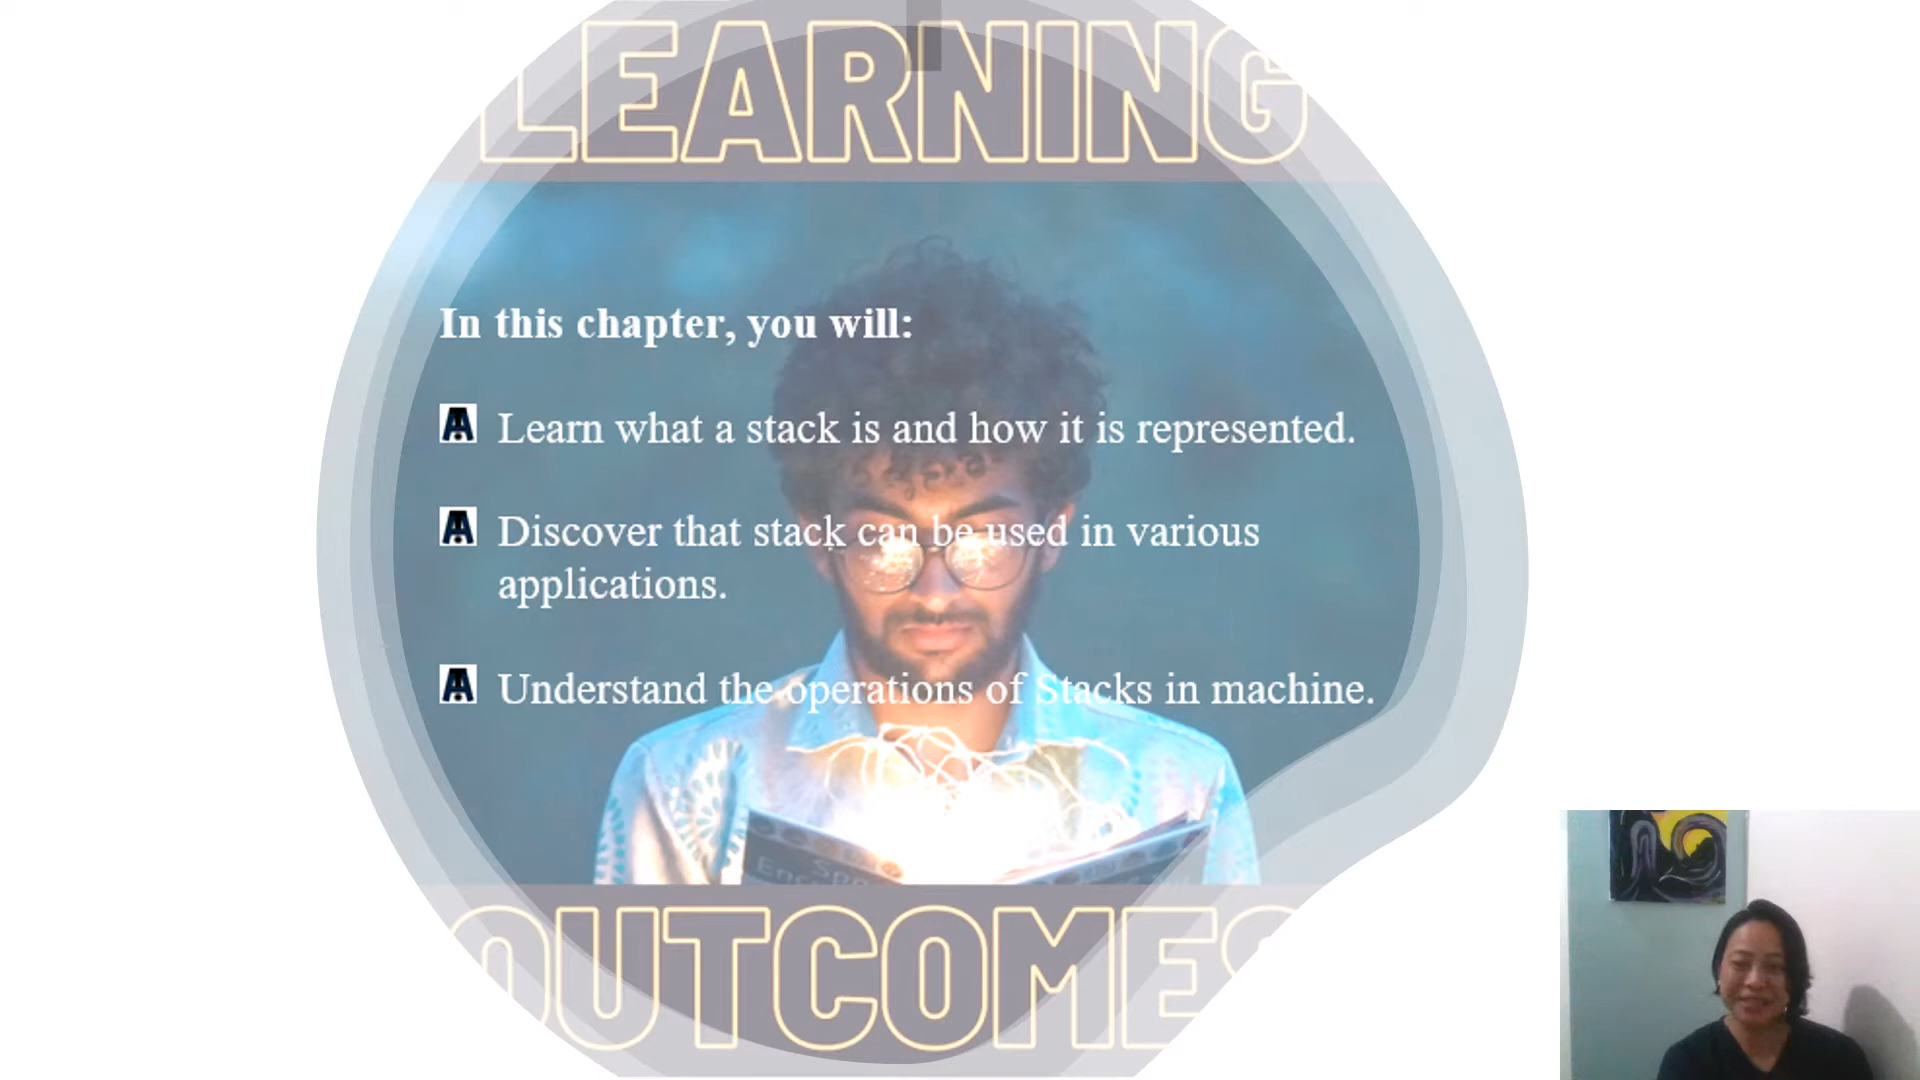 LEARNING
In this chapter, you will:
Learn what a stack is and how it is represented.
Discover that stack can be used in various
applications.
Understand the operations of Stacks in machine.
OUTCOMES